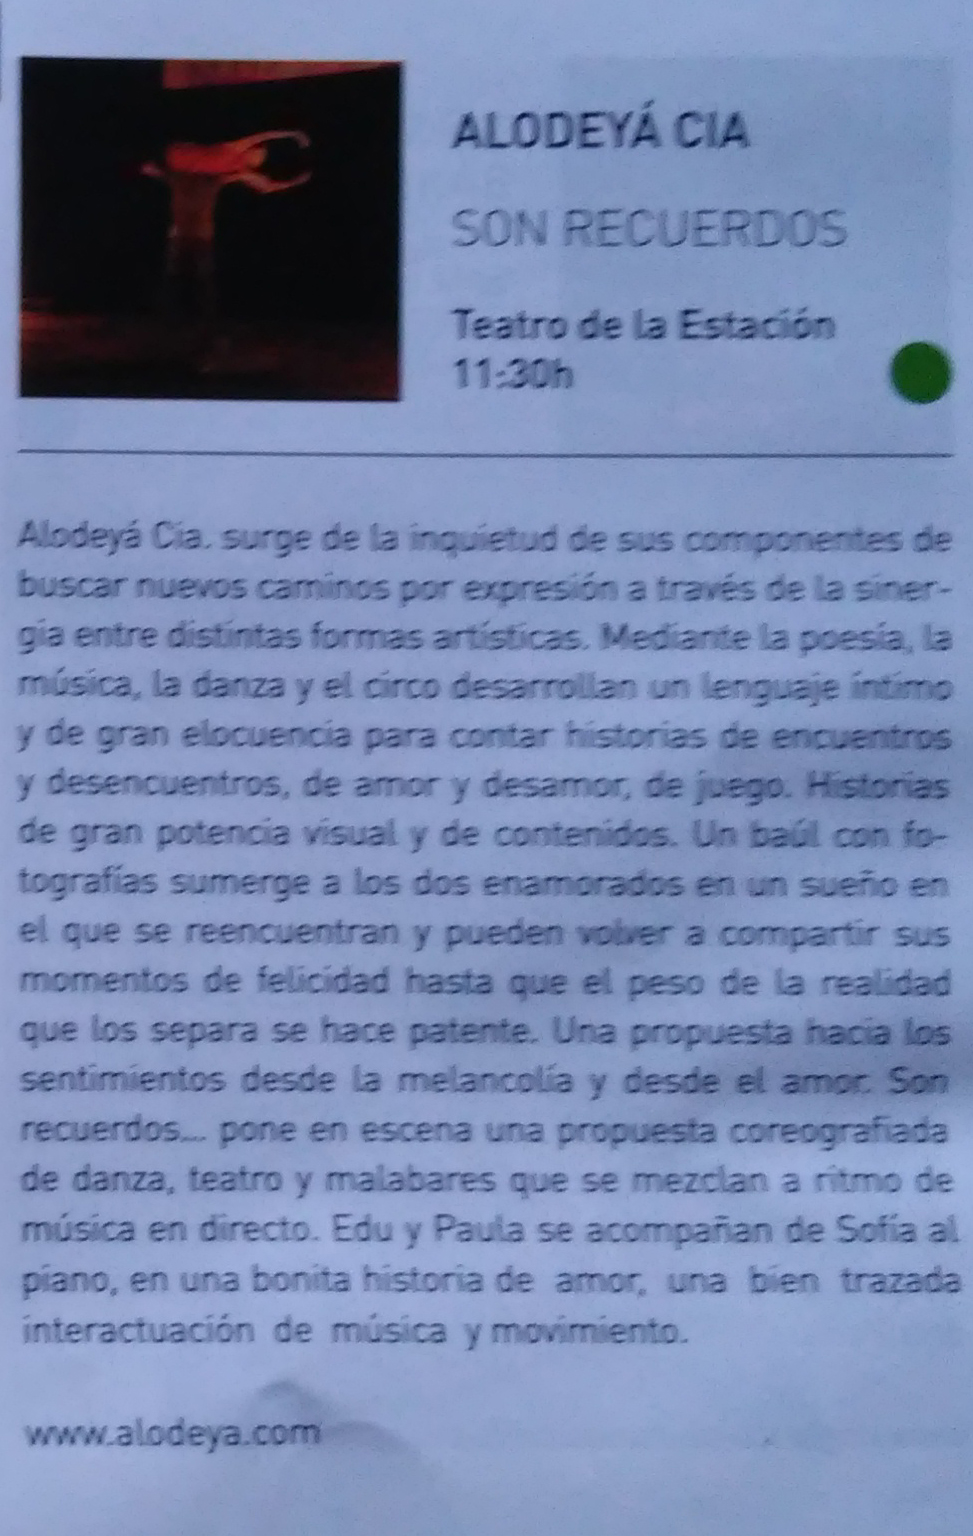 ALODEYÁ CIA
SON RECUERDOS
Teatro de la Estación
11:30h
Alodeyá Cia. surge de la inquietud de sus componentes de
buscar nuevos caminos por expresión a través de la siner-
gia entre distintas formas artísticas. Mediante la poesía, la
música, la danza y el circo desarrollan un lenguaje íntimo
y de gran elocuencia para contar historias de encuentros
y desencuentros, de amor y desamor, de juego. Historias
de gran potencia visual y de contenidos. Un baúl con fo-
tografías sumerge a los dos enamorados en un sueño en
el que se reencuentran y pueden volver a compartir sus
momentos de felicidad hasta que el peso de la realidad
que los separa se hace patente. Una propuesta hacia los
sentimientos desde la melancolía y desde el amor. Son
recuerdos... pone en escena una propuesta coreografiada
de danza, teatro y malabares que se mezclan a ritmo de
música en directo. Edu y Paula se acompañan de Sofía al
piano, en una bonita historia de amor, una bien trazada
interactuación de música y movimiento.
www.alodeya.com